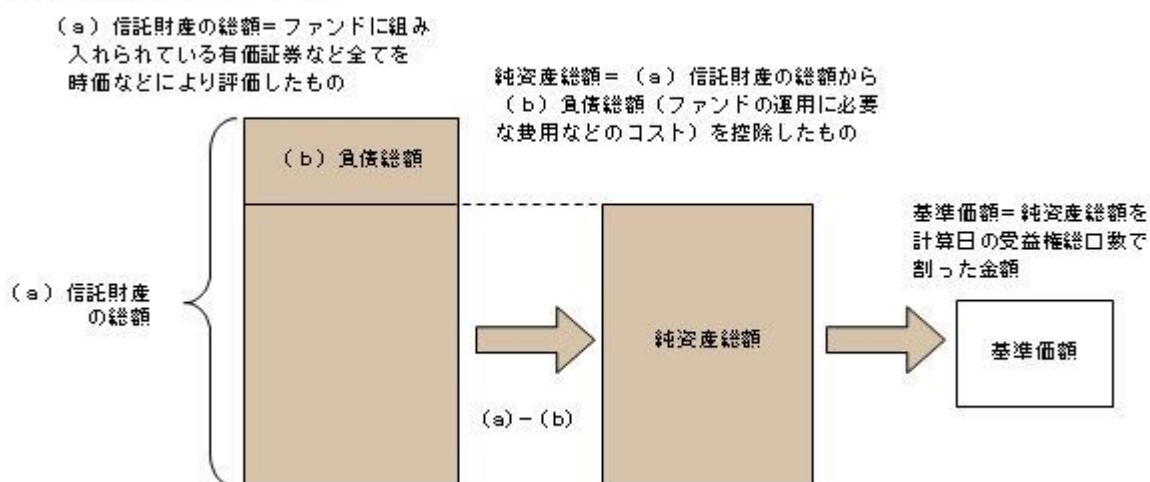 (a)信託財産の総額=ファンドに組み
入れられている有価証券など全てを
時価などにより評価したもの
純資産総額=(a)信託財産の総額から
(b)負債総額(ファンドの運用に必要
な費用などのコスト)を控除したもの
(b)負債総額
基準価額=純資産総額を
計算日の受益権総口数で
割った金額
(a)信託財産
の総額
純資産総額
基準価額
(a)-(b)